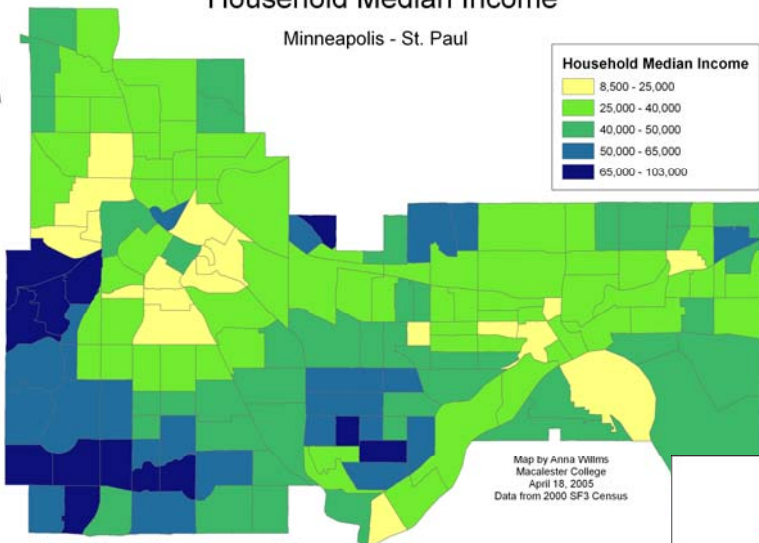 Household Median Income
Minneapolis - St. Paul
Household Median Income
8,500 - 25,000
25,000 - 40,000
40,000 - 50,000
50,000 - 65,000
65,000 - 103,000
Map by Anna Willms
Macalester College
April 18, 2005
Data from 2000 SF3 Census